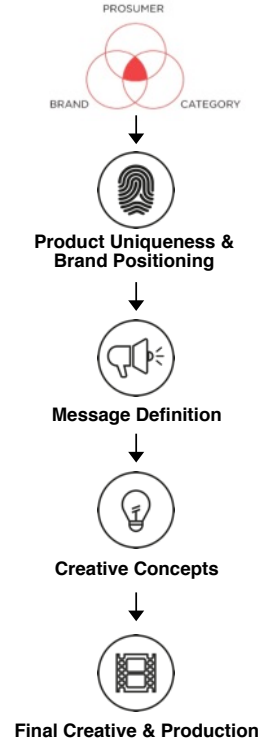 PROSUMER
BRAND
CATEGORY
Product Uniqueness &
Brand Positioning
Message Definition
Creative Concepts
Final Creative & Production